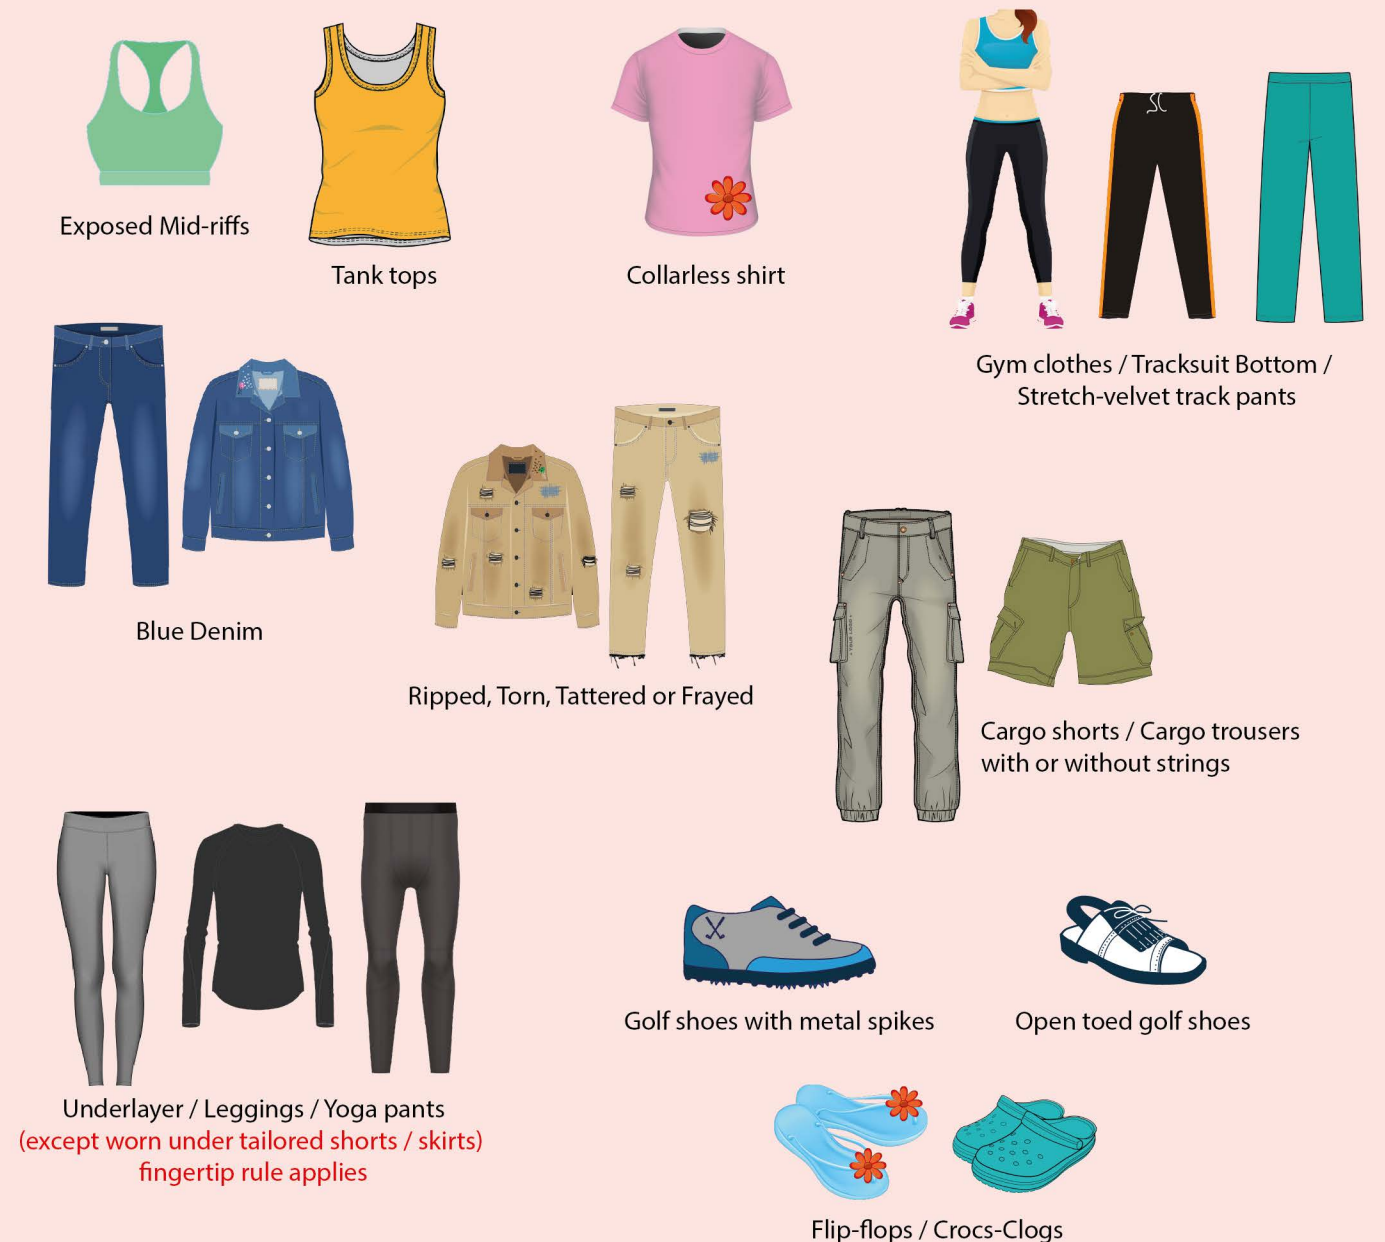 Exposed Mid-riffs
Tank tops
Collarless shirt
Gym clothes / Tracksuit Bottom /
Stretch-velvet track pants
Blue Denim
Ripped, Torn, Tattered or Frayed
Cargo shorts / Cargo trousers
with or without strings
Underlayer / Leggings / Yoga pants
(except worn under tailored shorts / skirts)
fingertip rule applies
Golf shoes with metal spikes
Open toed golf shoes
Flip-flops / Crocs-Clogs